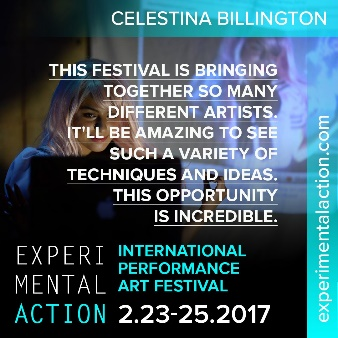 CELESTINA BILLINGTON
THIS FESTIVAL IS BRINGING
TOGETHER SO MANY
DIFFERENT ARTISTS.
IT'LL BE AMAZING TO SEE
SUCH A VARIETY OF
TECHNIQUES AND IDEAS.
THIS OPPORTUNITY
IS INCREDIBLE.
experimentalaction.com
EXPERI
MENTAL
ACTION
INTERNATIONAL
PERFORMANCE
ART FESTIVAL
2.23-25.2017